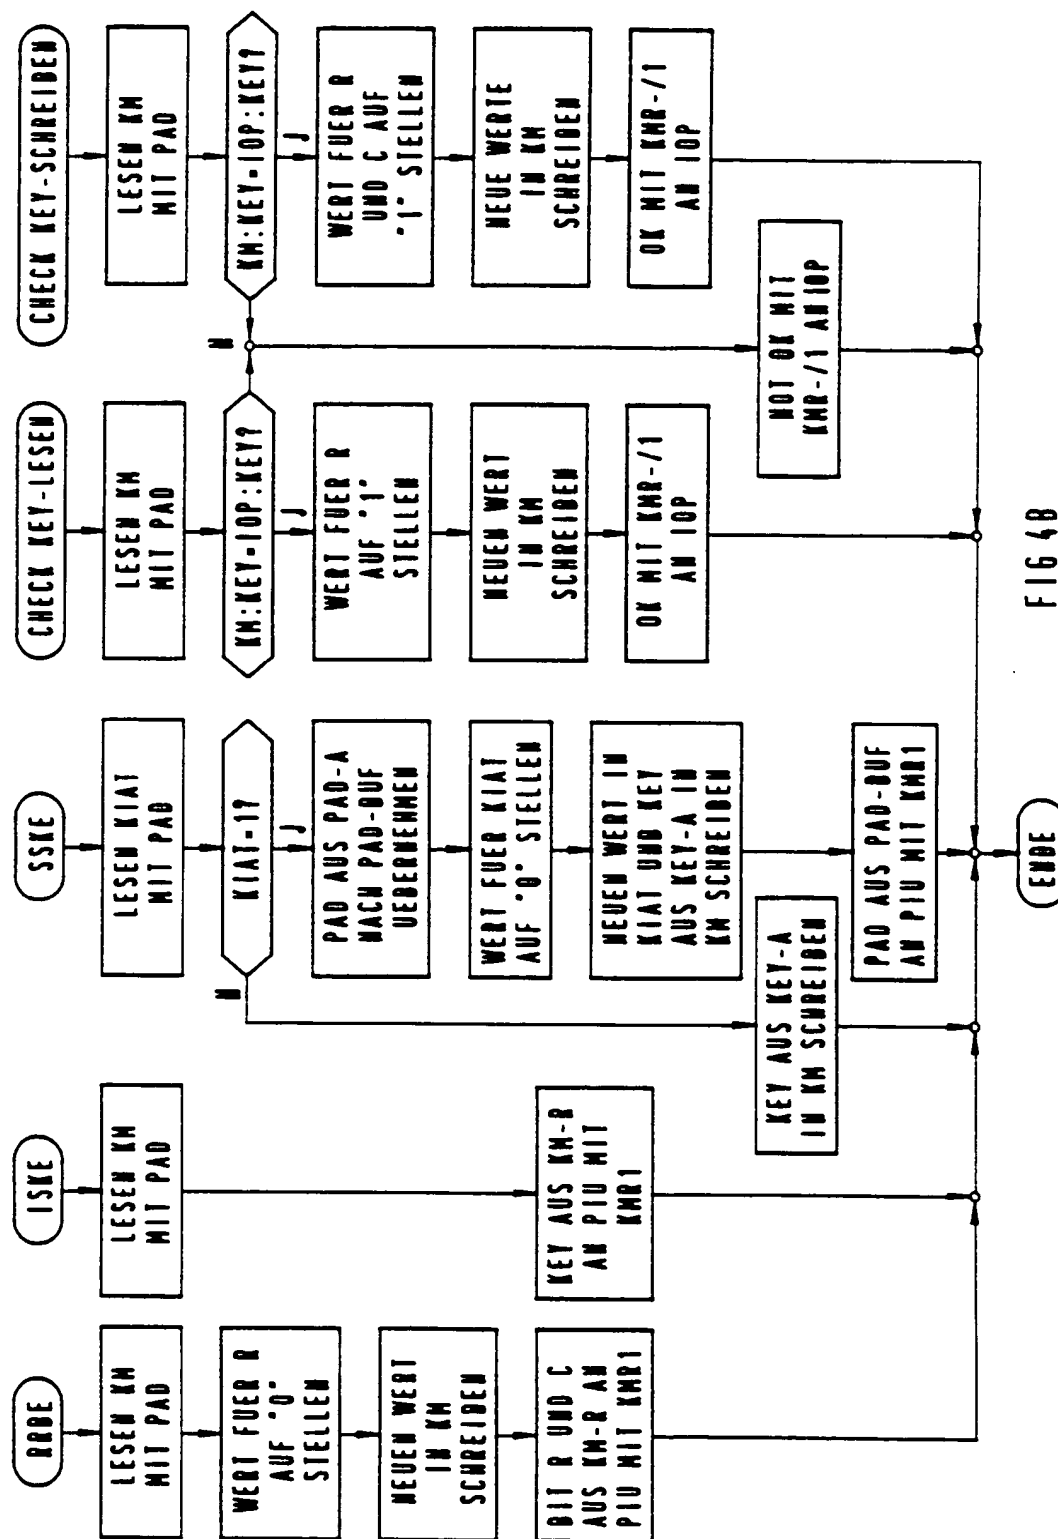 RRBE
LESEN KM
MIT PAD
WERT FUER R
AUF "0"
STELLEN
NEUEN WERT
IN KM
SCHREIBEN
BIT R UND C
AUS KM-R AN
PIU MIT KMR1
ISKE
LESEN KM
MIT PAD
KEY AUS KM-R
AN PIU MIT
KMR1
SSKE
LESEN KIAT
MIT PAD
KIAT=1?
N
J
PAD AUS PAD-A
NACH PAD-BUF
UEBERNEHMEN
WERT FUER KIAT
AUF "0" STELLEN
NEUEN WERT IN
KIAT UND KEY
AUS KEY-A IN
KM SCHREIBEN
KEY AUS KEY-A
IN KM SCHREIBEN
PAD AUS PAD-BUF
AN PIU MIT KMR1
CHECK KEY-LESEN
LESEN KM
MIT PAD
KM:KEY=IOP:KEY?
J
WERT FUER R
AUF "1"
STELLEN
NEUEN WERT
IN KM
SCHREIBEN
OK MIT KMR-/1
AN IOP
N
NOT OK MIT
KMR-/1 AN IOP
CHECK KEY-SCHREIBEN
LESEN KM
MIT PAD
KM:KEY=IOP:KEY?
J
WERT FUER R
UND C AUF
"1" STELLEN
NEUE WERTE
IN KM
SCHREIBEN
OK MIT KMR-/1
AN IOP
ENDE
FIG 4B